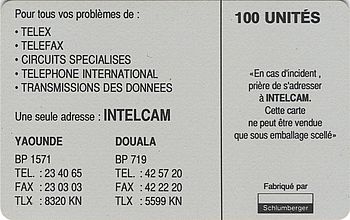 Pour tous vos problèmes de :
• TELEX
• TELEFAX
• CIRCUITS SPECIALISES
• TELEPHONE INTERNATIONAL
• TRANSMISSIONS DES DONNEES
Une seule adresse : INTELCAM
YAOUNDE
BP 1571
TEL. : 23 40 65
FAX : 23 03 03
TLX : 8320 KN
DOUALA
BP 719
TEL. : 42 57 20
FAX : 42 22 20
TLX : 5599 KN
100 UNITÉS
«En cas d'incident ,
prière de s'adresser
à INTELCAM.
Cette carte
ne peut être vendue
que sous emballage scellé»
Fabriqué par
Schlumberger